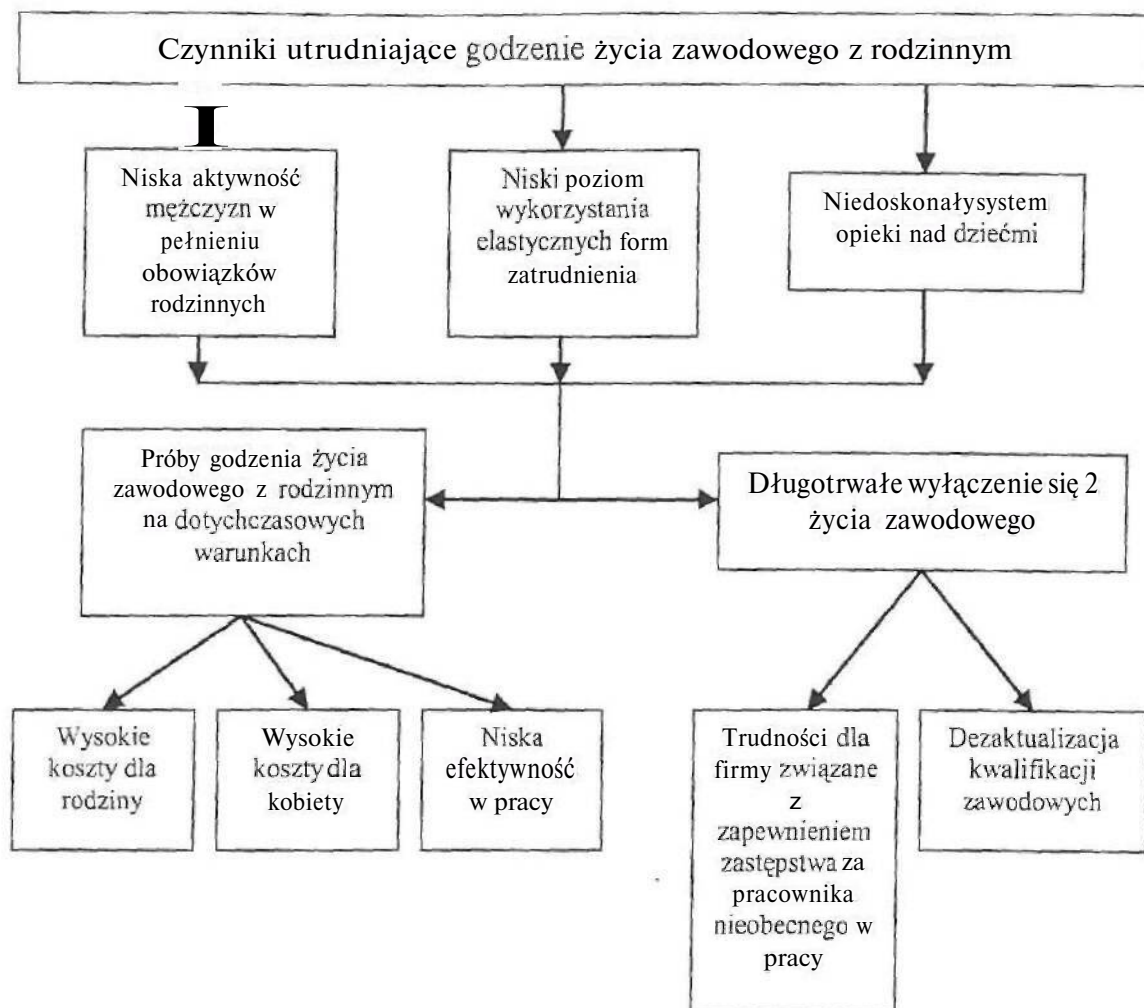 Czynniki utrudniające godzenie życia zawodowego z rodzinnym
I
Niska aktywność
mężczyzn w
pełnieniu
obowiązków
rodzinnych
Niski poziom
wykorzystania
elastycznych form
zatrudnienia
Niedoskonałysystem
opieki nad dziećmi
Próby godzenia życia
zawodowego z rodzinnym
na dotychczasowych
warunkach
Długotrwałe wyłączenie się 2
życia zawodowego
Wysokie
koszty dla
rodziny
Wysokie
koszty dla
kobiety
Niska
efektywność
w pracy
Trudności dla
firmy związane
z
zapewnieniem
zastępstwa za
pracownika
nieobecnego w
pracy
Dezaktualizacja
kwalifikacji
zawodowych